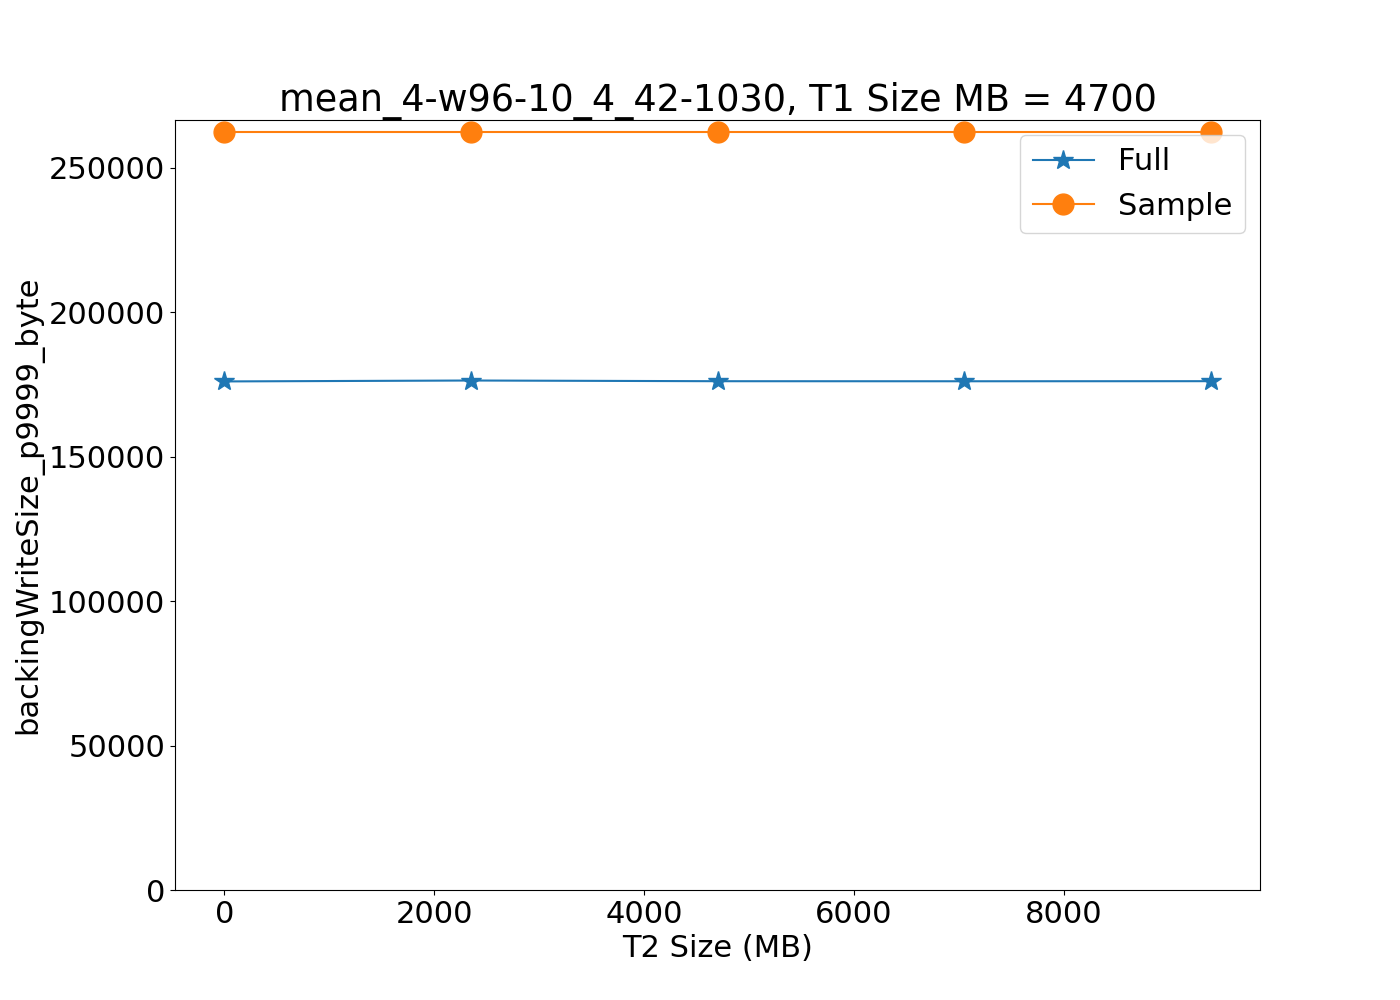 mean_4-w96-10_4_42-1030, T1 Size MB = 4700
Full
Sample
backingWriteSize_p9999_byte
250000
200000
150000
100000
50000
0
0 2000 4000 6000 8000
T2 Size (MB)